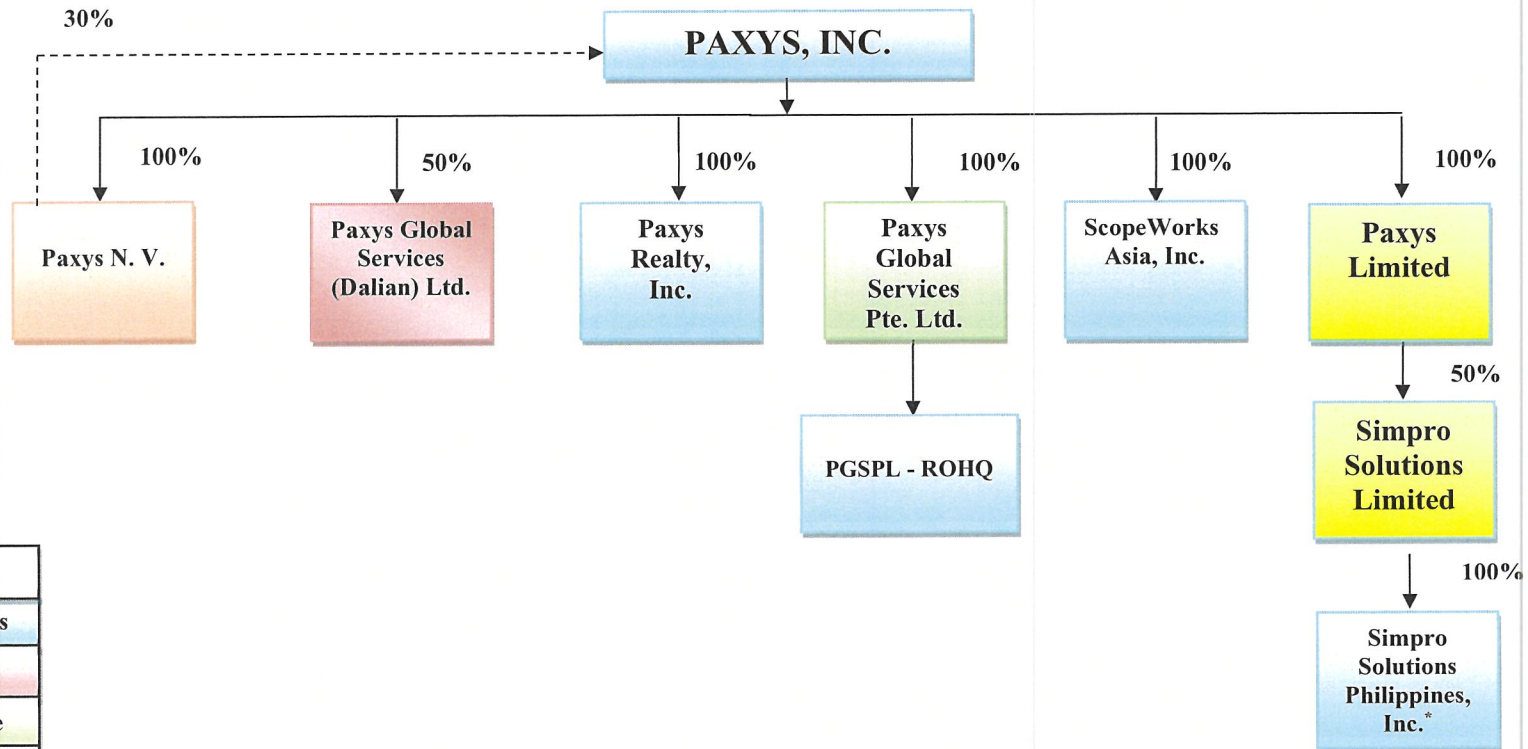 30%
PAXYS, INC.
100%
50%
100%
100%
100%
100%
Paxys N. V.
Paxys Global
Services
(Dalian) Ltd.
Paxys
Realty,
Inc.
Paxys
Global
Services
Pte. Ltd.
ScopeWorks
Asia, Inc.
Paxys
Limited
50%
PGSPL - ROHQ
Simpro
Solutions
Limited
100%
Simpro
Solutions
Philippines,
Inc.*